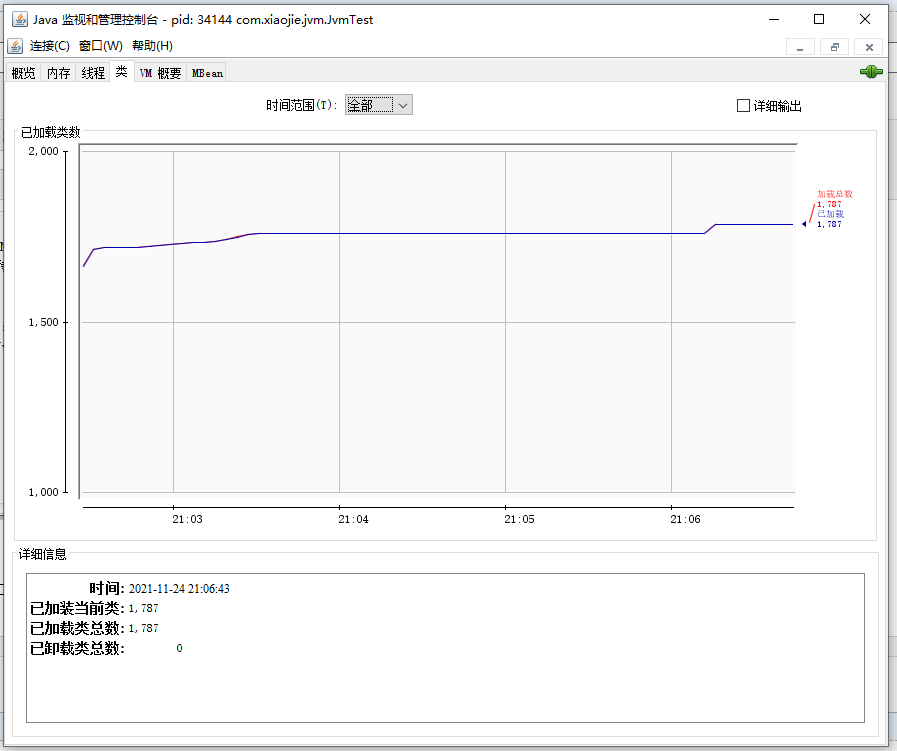 Java 监视和管理控制台 - pid: 34144 com.xiaojie.jvm.JvmTest
连接(C) 窗口(W) 帮助(H)
概览 内存 线程 类 VM 概要 MBean
时间范围(T): 全部 详细输出
已加载类数
2,000
1,500
1,000
加载总数
1,787
已加载
1,787
21:03 21:04 21:05 21:06
详细信息
时间: 2021-11-24 21:06:43
已加装当前类: 1,787
已加载类总数: 1,787
已卸载类总数: 0